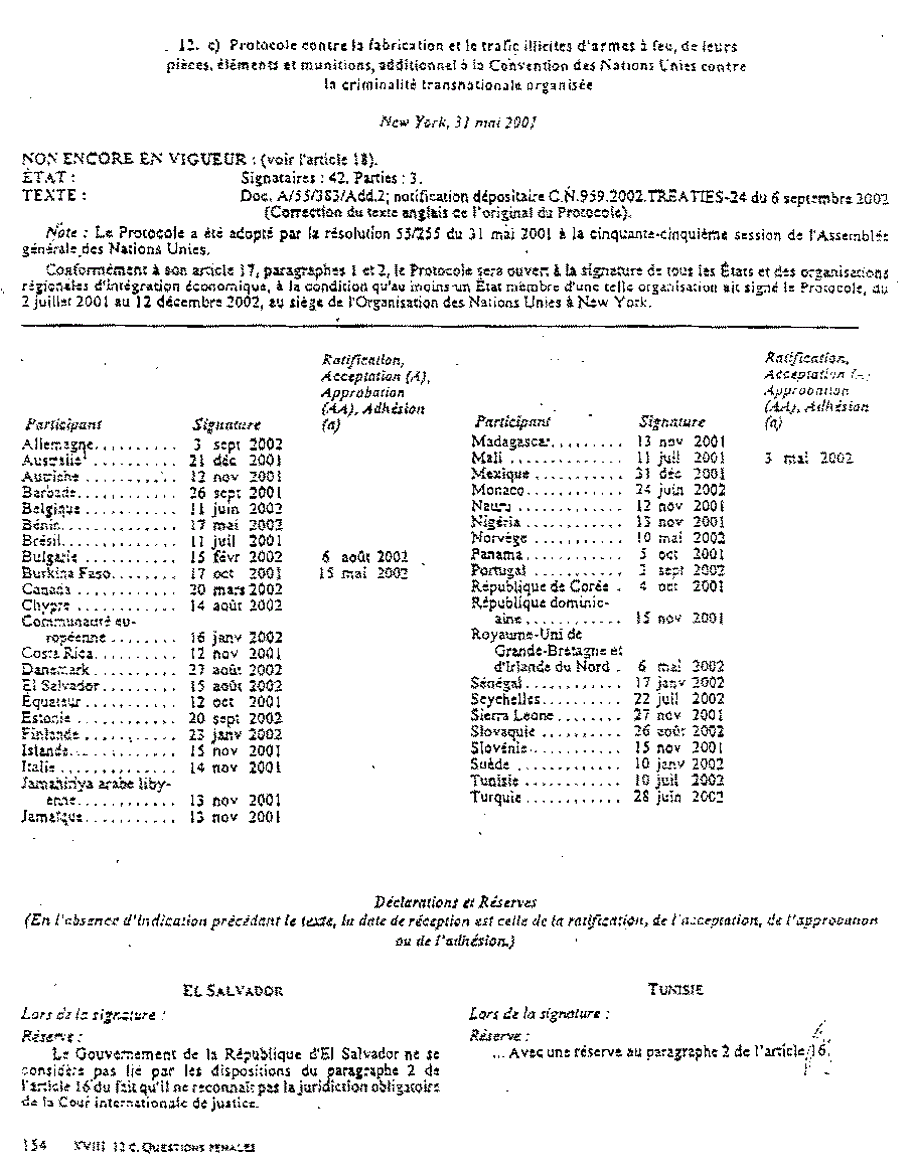 12. c) Protocole contre la fabrication et le trafic illicites d'armes à feu, de leurs
pièces, éléments et munitions, additionnel à la Convention des Nations Unies contre
la criminalité transnationale organisée
New York, 31 mai 2001
NON ENCORE EN VIGUEUR : (voir l'article 18).
ÉTAT : Signataires : 42. Parties : 3.
TEXTE : Doc. A/55/383/Add.2; notification dépositaire C.N.959.2002.TREATIES-24 du 6 septembre 2002
(Correction du texte anglais de l'original du Protocole).
Note : Le Protocole a été adopté par la résolution 55/255 du 31 mai 2001 à la cinquante-cinquième session de l'Assemblée
générale des Nations Unies.
Conformément à son article 17, paragraphes 1 et 2, le Protocole sera ouvert à la signature de tous les États et des organisations
régionales d'intégration économique, à la condition qu'au moins un État membre d'une telle organisation ait signé le Protocole, du
2 juillet 2001 au 12 décembre 2002, au siège de l'Organisation des Nations Unies à New York.
Ratification,
Acceptation (A),
Approbation
(AA), Adhésion
Participant Signature (a)
Allemagne.......... 3 sept 2002
Australie1 .......... 21 déc 2001
Autriche .......... 12 nov 2001
Barbade............ 26 sept 2001
Belgique ........... 11 juin 2002
Bénin.............. 17 mai 2002
Brésil.............. 11 juil 2001
Bulgarie ........... 15 févr 2002 6 août 2002
Burkina Faso........ 17 oct 2001 15 mai 2002
Canada ............ 20 mars 2002
Chypre ............ 14 août 2002
Communauté eu-
ropéenne ........ 16 janv 2002
Costa Rica.......... 12 nov 2001
Danemark .......... 27 août 2002
El Salvador......... 15 août 2002
Équateur ........... 12 oct 2001
Estonie ............ 20 sept 2002
Finlande ........... 23 janv 2002
Islande............. 15 nov 2001
Italie .............. 14 nov 2001
Jamahiriya arabe liby-
enne............ 13 nov 2001
Jamaïque........... 13 nov 2001
Ratification,
Acceptation
Approbation
(AA), Adhésion
Participant Signature (a)
Madagascar......... 13 nov 2001
Mali .............. 11 juil 2001 3 mai 2002
Mexique ........... 31 déc 2001
Monaco............ 24 juin 2002
Nauru ............. 12 nov 2001
Nigéria ............ 13 nov 2001
Norvège ........... 10 mai 2002
Panama............ 5 oct 2001
Portugal ........... 3 sept 2002
République de Corée . 4 oct 2001
République dominic-
aine............. 15 nov 2001
Royaume-Uni de
Grande-Bretagne et
d'Irlande du Nord . 6 mai 2002
Sénégal............ 17 janv 2002
Seychelles.......... 22 juil 2002
Sierra Leone ........ 27 nov 2001
Slovaquie .......... 26 août 2002
Slovénie............ 15 nov 2001
Suède ............. 10 janv 2002
Tunisie ............ 10 juil 2002
Turquie ............ 28 juin 2002
Déclarations et Réserves
(En l'absence d'indication précédant le texte, la date de réception est celle de la ratification, de l'acceptation, de l'approbation
ou de l'adhésion.)
EL SALVADOR
Lors de la signature :
Réserve :
Le Gouvernement de la République d'El Salvador ne se
considère pas lié par les dispositions du paragraphe 2 de
l'article 16 du fait qu'il ne reconnaît pas la juridiction obligatoire
de la Cour internationale de justice.
TUNISIE
Lors de la signature :
Réserve :
... Avec une réserve au paragraphe 2 de l'article 16.
154 XVIII 12 C. QUESTIONS PENALES